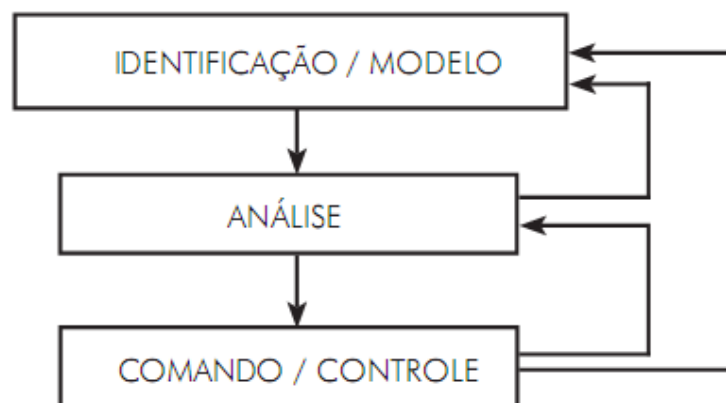 IDENTIFICAÇÃO / MODELO
ANÁLISE
COMANDO / CONTROLE